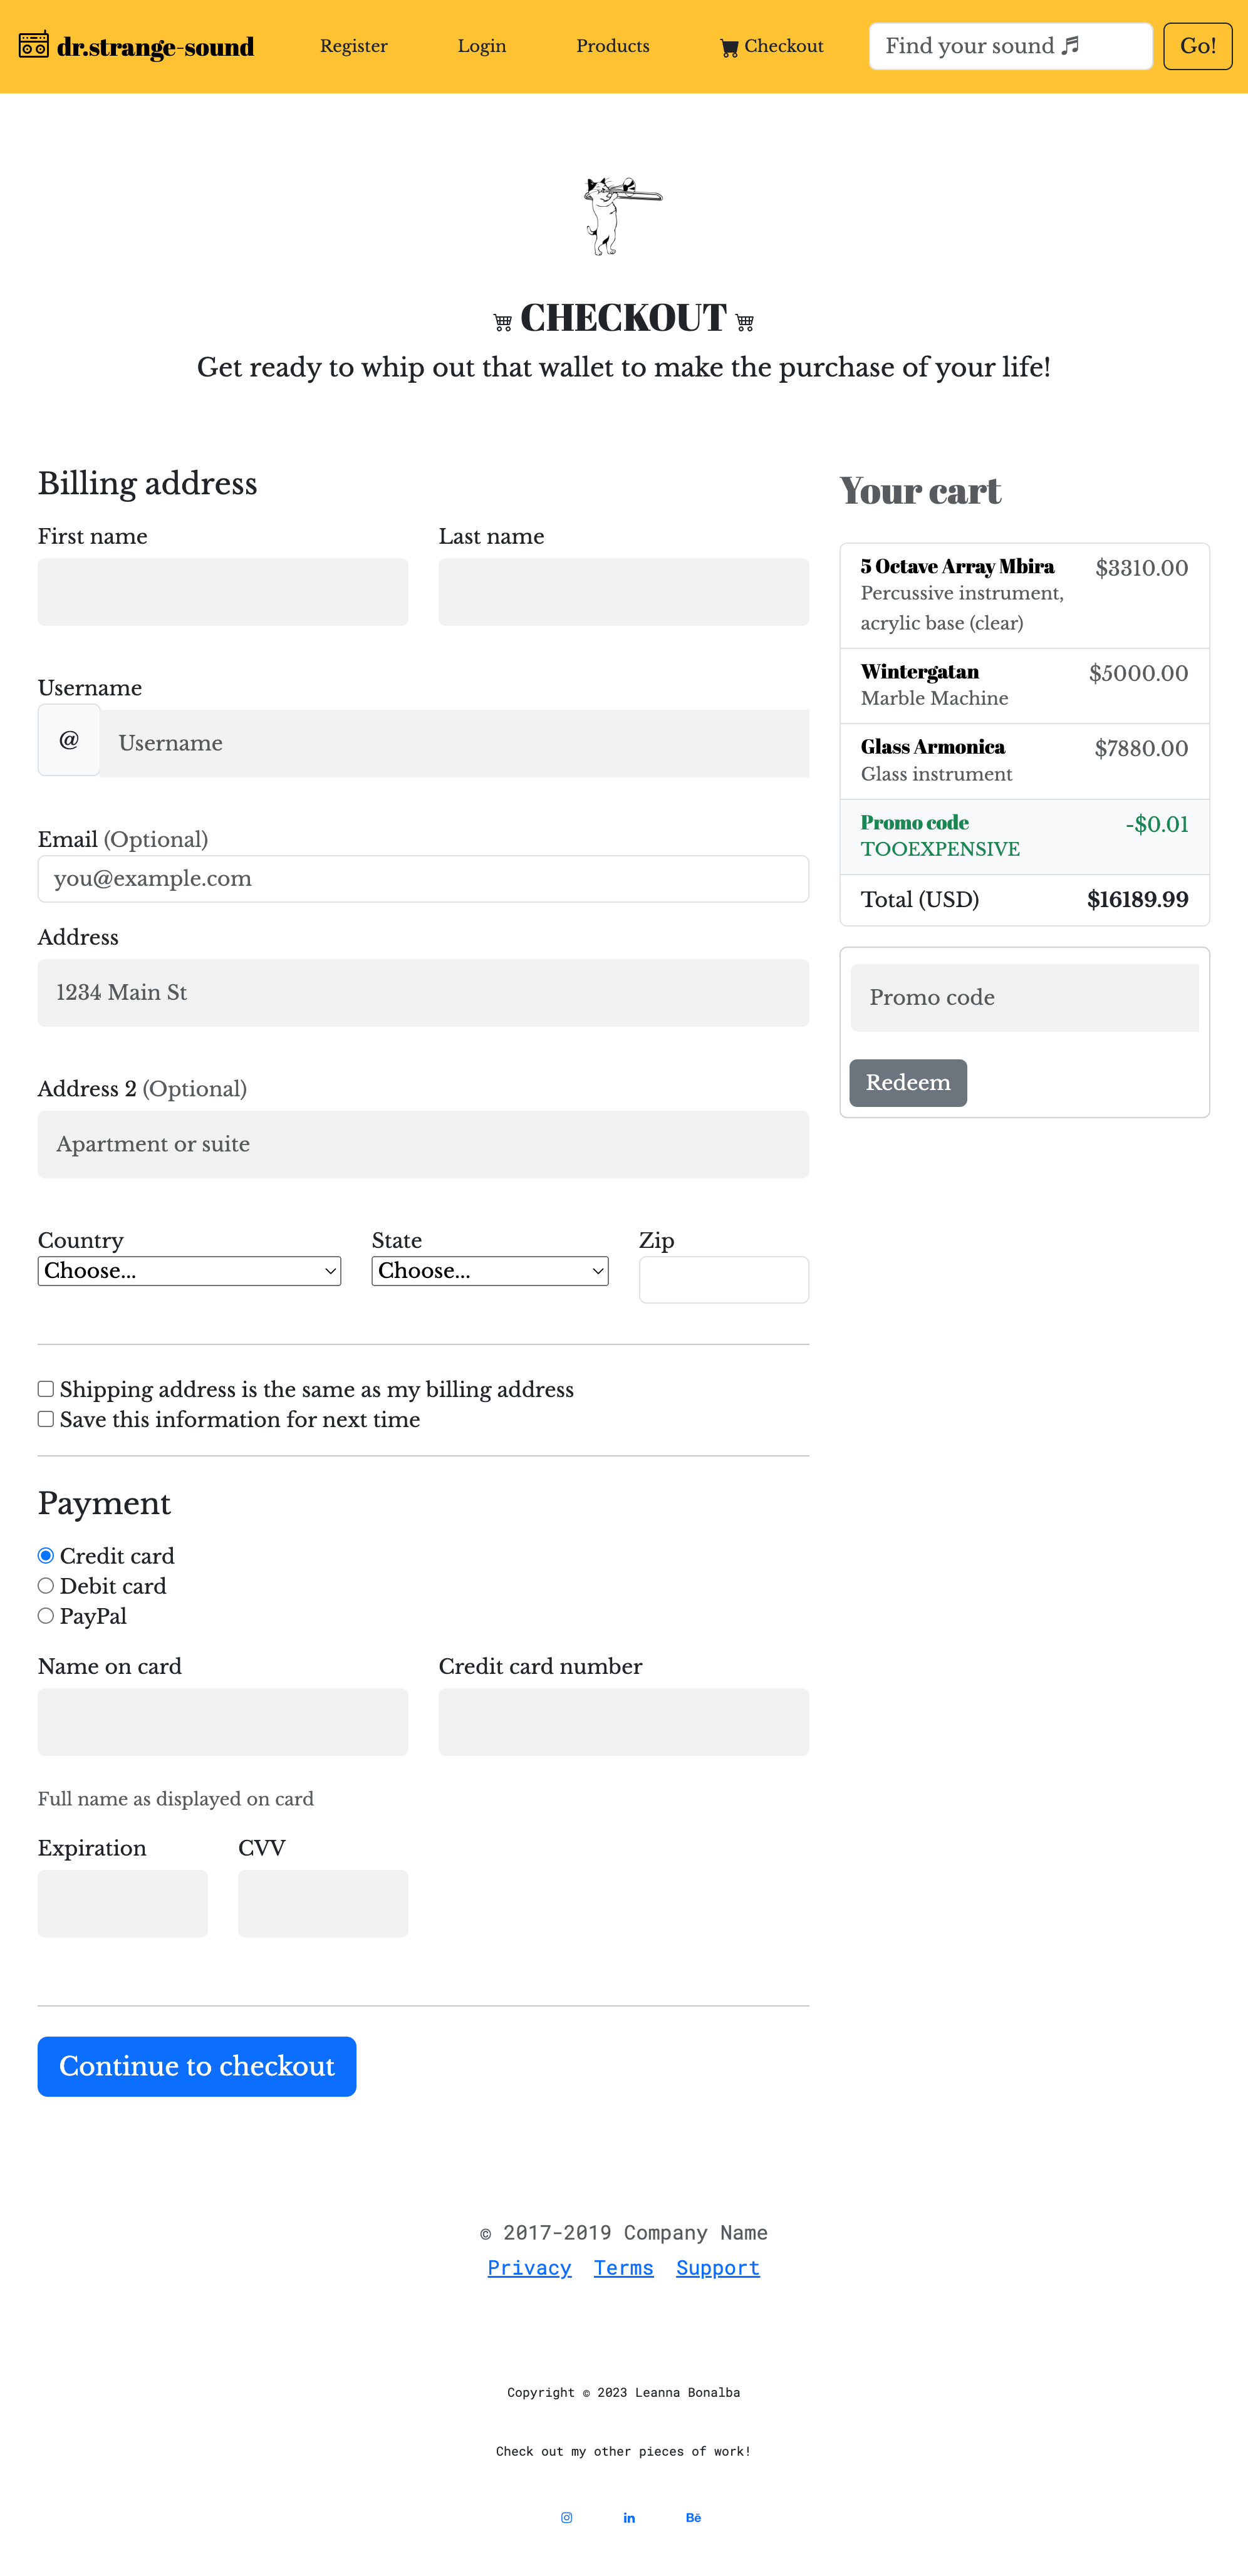 dr.strange-sound
Register
Login
Products
Checkout
Find your sound 🎵
Go!
CHECKOUT
Get ready to whip out that wallet to make the purchase of your life!
Billing address
First name
Last name
Username
@
Username
Email (Optional)
you@example.com
Address
1234 Main St
Address 2 (Optional)
Apartment or suite
Country
State
Zip
Choose...
Choose...
Shipping address is the same as my billing address
Save this information for next time
Payment
Credit card
Debit card
PayPal
Name on card
Credit card number
Full name as displayed on card
Expiration
CVV
Continue to checkout
Your cart
5 Octave Array Mbira
$3310.00
Percussive instrument,
acrylic base (clear)
Wintergatan
$5000.00
Marble Machine
Glass Armonica
$7880.00
Glass instrument
Promo code
-$0.01
TOOEXPENSIVE
Total (USD)
$16189.99
Promo code
Redeem
© 2017-2019 Company Name
Privacy Terms Support
Copyright © 2023 Leanna Bonalba
Check out my other pieces of work!
in
Bē